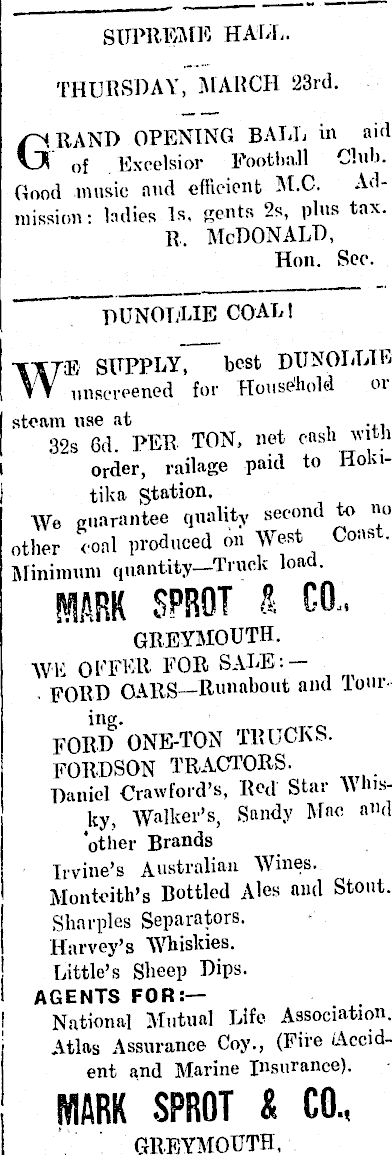 SUPREME HALL.
THURSDAY, MARCH 23rd.
GRAND OPENING BALL in aid
of Excelsior Football Club.
Good music and efficient M.C. Ad-
mission: ladies 1s, gents 2s, plus tax.
R. McDONALD,
Hon. Sec.
DUNOLLIE COAL!
WE SUPPLY, best DUNOLLIE
unscreened for Household or
steam use at
32s 6d. PER TON, net cash with
order, railage paid to Hoki-
tika Station.
We guarantee quality second to no
other coal produced on West Coast.
Minimum quantity—Truck load.
MARK SPROT & CO.,
GREYMOUTH.
WE OFFER FOR SALE:—
FORD CARS—Runabout and Tour-
ing.
FORD ONE-TON TRUCKS.
FORDSON TRACTORS.
Daniel Crawford's, Red Star Whis-
ky, Walker's, Sandy Mac and
other Brands
Irvine's Australian Wines.
Monteith's Bottled Ales and Stout.
Sharples Separators.
Harvey's Whiskies.
Little's Sheep Dips.
AGENTS FOR:—
National Mutual Life Association.
Atlas Assurance Coy., (Fire Accid-
ent and Marine Insurance).
MARK SPROT & CO.,
GREYMOUTH,